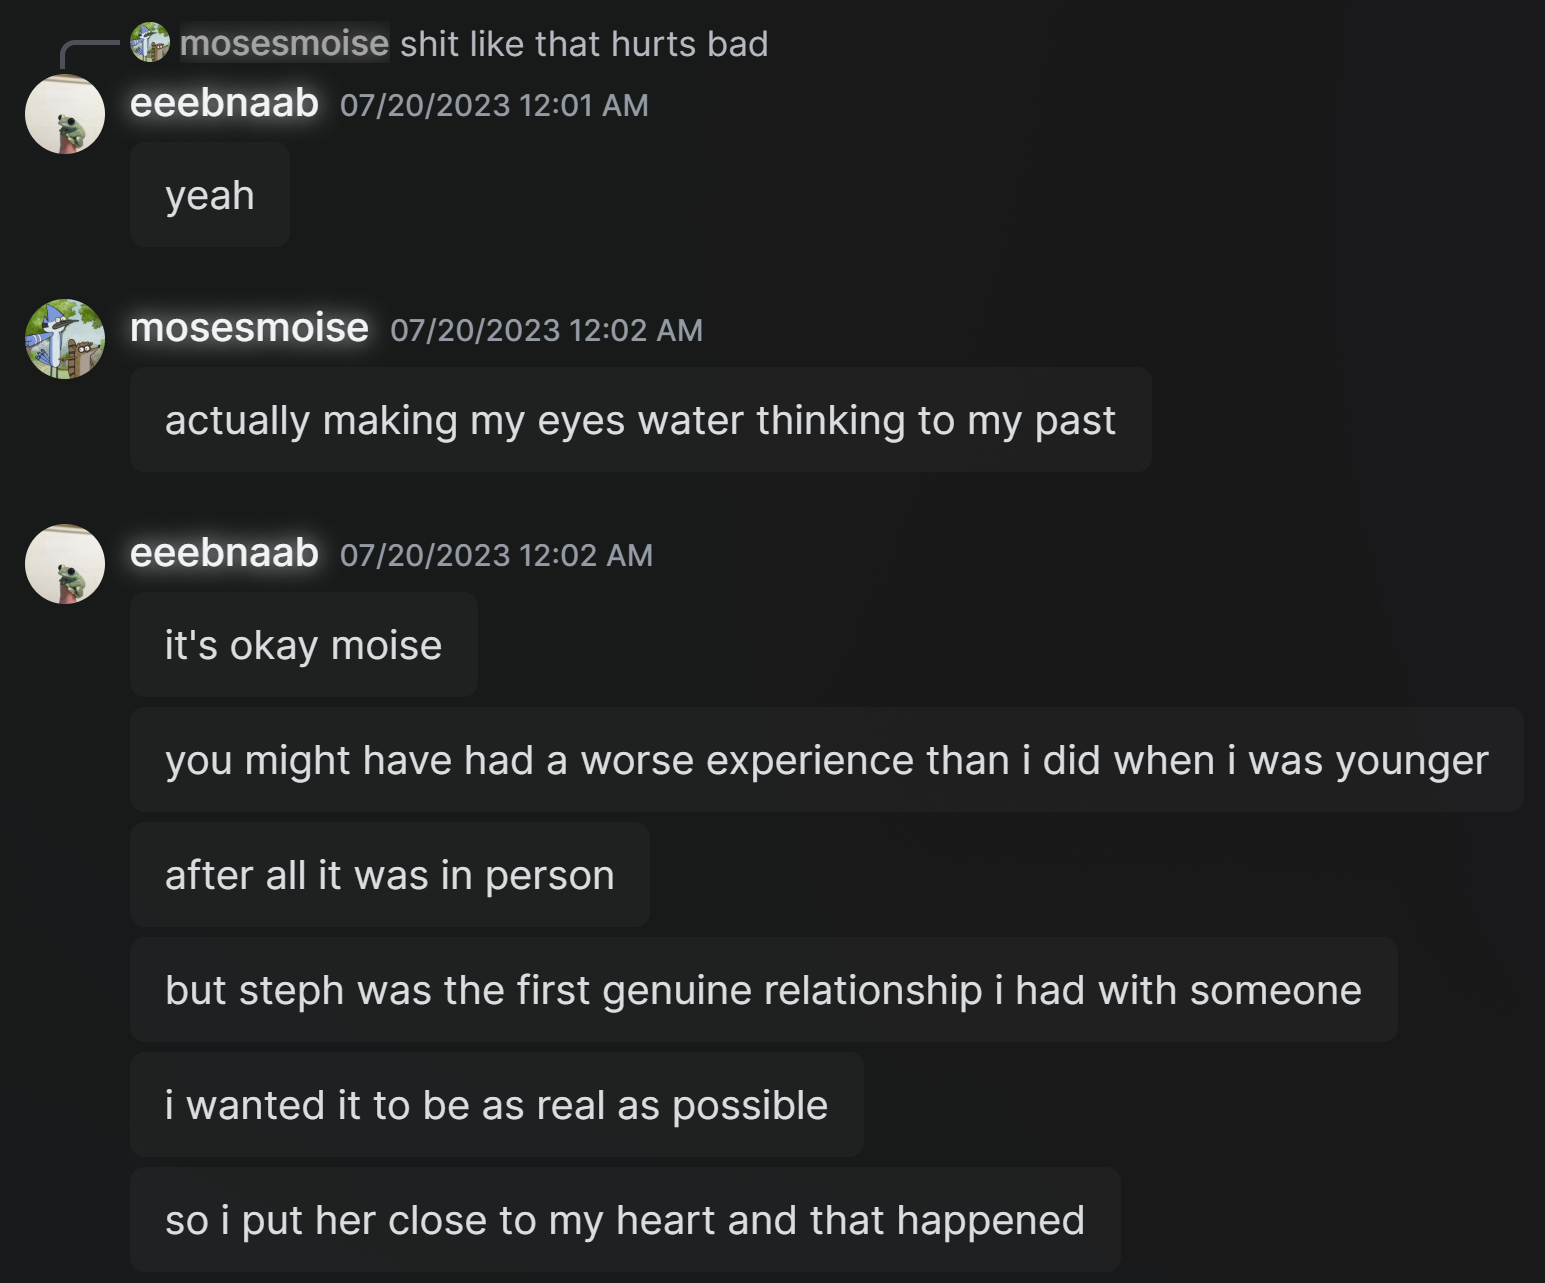 mosesmoise shit like that hurts bad
eeebnaab 07/20/2023 12:01 AM
yeah
mosesmoise 07/20/2023 12:02 AM
actually making my eyes water thinking to my past
eeebnaab 07/20/2023 12:02 AM
it's okay moise
you might have had a worse experience than i did when i was younger
after all it was in person
but steph was the first genuine relationship i had with someone
i wanted it to be as real as possible
so i put her close to my heart and that happened